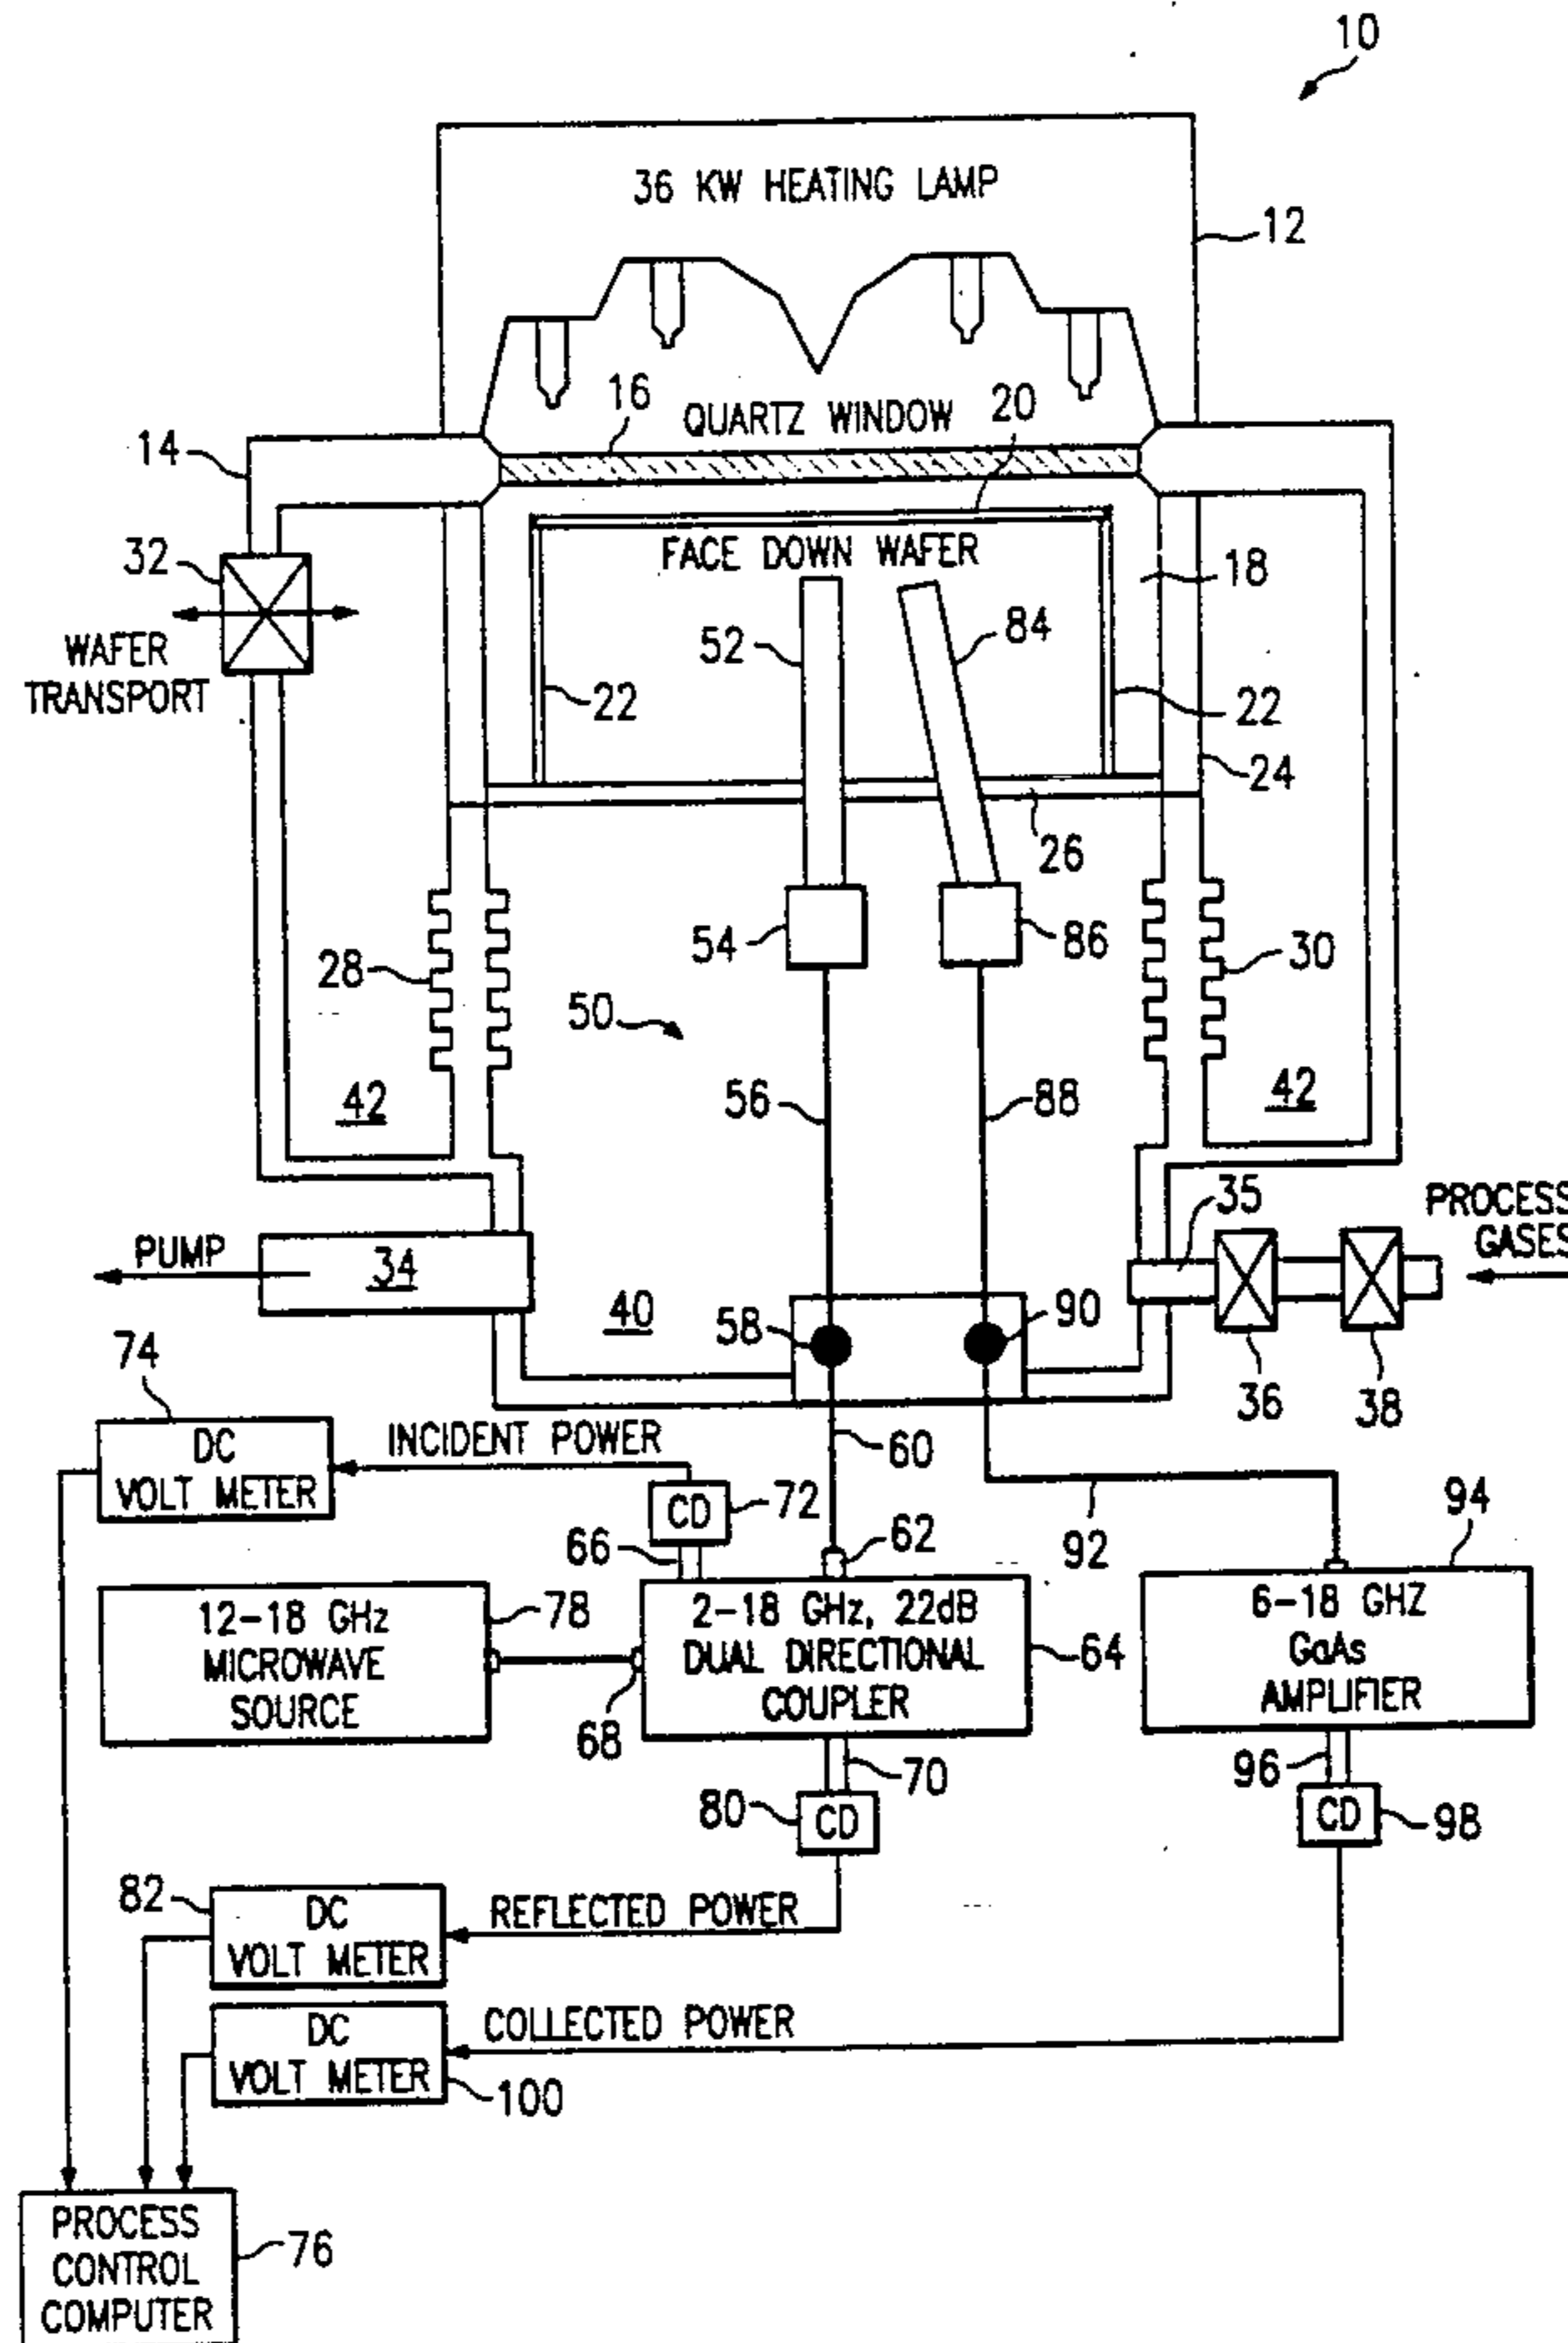 10
36 KW HEATING LAMP
12
16
QUARTZ WINDOW
20
14
32
FACE DOWN WAFER
18
WAFER
TRANSPORT
52
84
22
22
24
26
54
86
28
30
50
42
56
88
42
35
PROCESS
GASES
PUMP
34
40
58
90
36
38
74
DC
VOLT METER
INCIDENT POWER
60
CD
72
66
62
92
94
12-18 GHz
MICROWAVE
SOURCE
78
68
2-18 GHz, 22dB
DUAL DIRECTIONAL
COUPLER
64
6-18 GHZ
GaAs
AMPLIFIER
70
80
CD
96
CD
98
82
DC
VOLT METER
REFLECTED POWER
DC
VOLT METER
COLLECTED POWER
100
PROCESS
CONTROL
COMPUTER
76